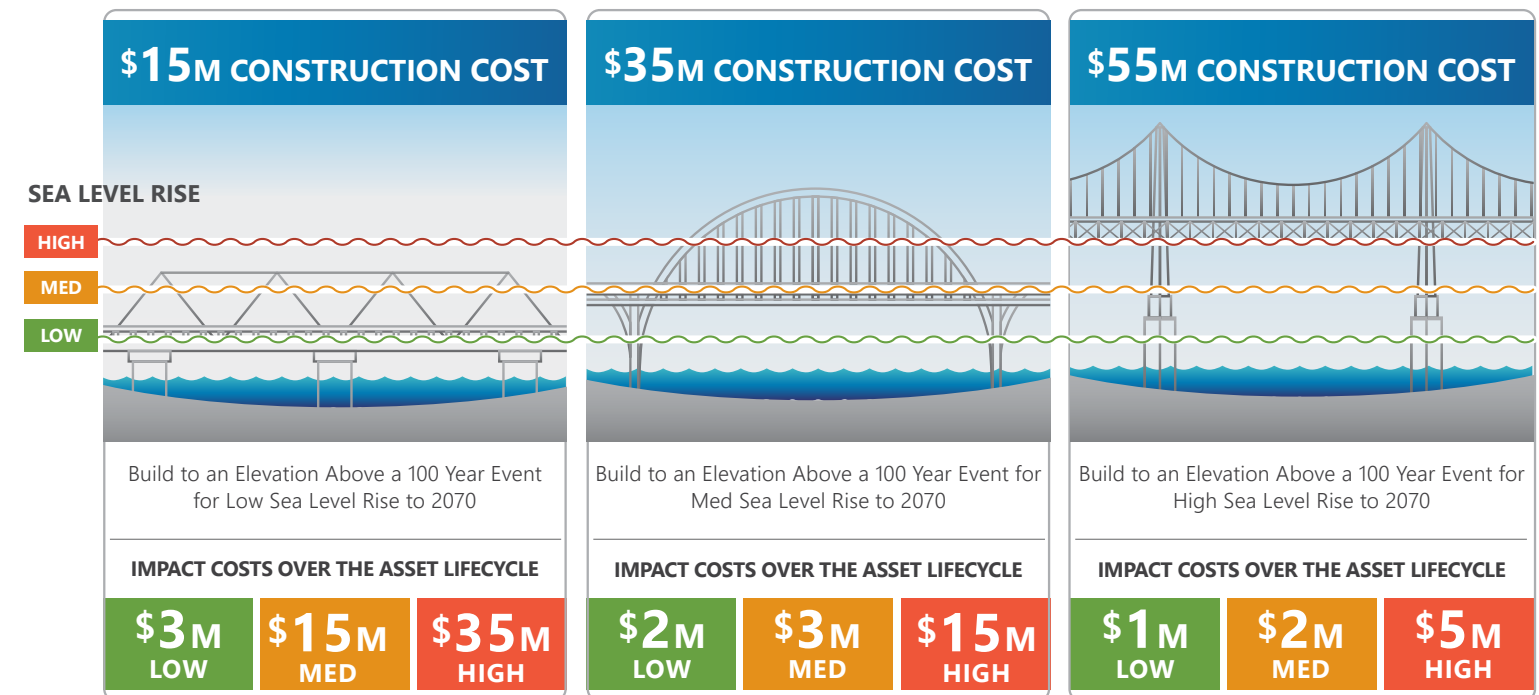 $15M CONSTRUCTION COST
$35M CONSTRUCTION COST
$55M CONSTRUCTION COST
SEA LEVEL RISE
HIGH
MED
LOW
Build to an Elevation Above a 100 Year Event
for Low Sea Level Rise to 2070
Build to an Elevation Above a 100 Year Event for
Med Sea Level Rise to 2070
Build to an Elevation Above a 100 Year Event for
High Sea Level Rise to 2070
IMPACT COSTS OVER THE ASSET LIFECYCLE
$3M
LOW
$15M
MED
$35M
HIGH
IMPACT COSTS OVER THE ASSET LIFECYCLE
$2M
LOW
$3M
MED
$15M
HIGH
IMPACT COSTS OVER THE ASSET LIFECYCLE
$1M
LOW
$2M
MED
$5M
HIGH